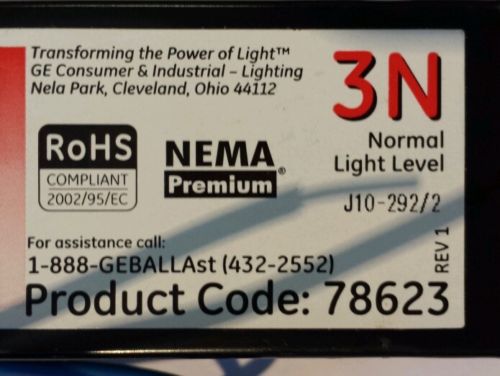 Transforming the Power of Light™
GE Consumer & Industrial – Lighting
Nela Park, Cleveland, Ohio 44112
3N
Normal
Light Level
J10-292/2
RoHS
COMPLIANT
2002/95/EC
NEMA
Premium®
For assistance call:
1-888-GEBALLAst (432-2552)
Product Code: 78623
REV 1